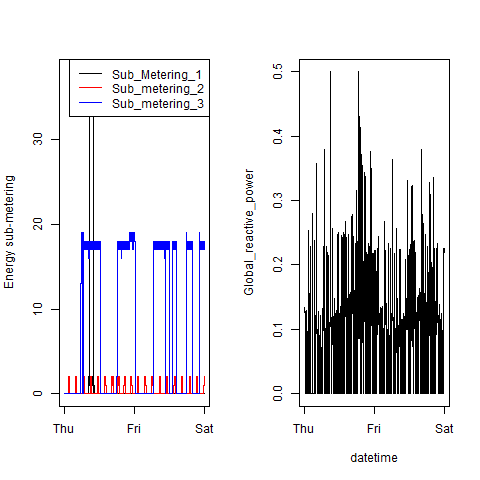 Sub_Metering_1
Sub_metering_2
Sub_metering_3
Energy sub-metering
0
10
20
30
Thu
Fri
Sat
Global_reactive_power
0.0
0.1
0.2
0.3
0.4
0.5
Thu
Fri
Sat
datetime